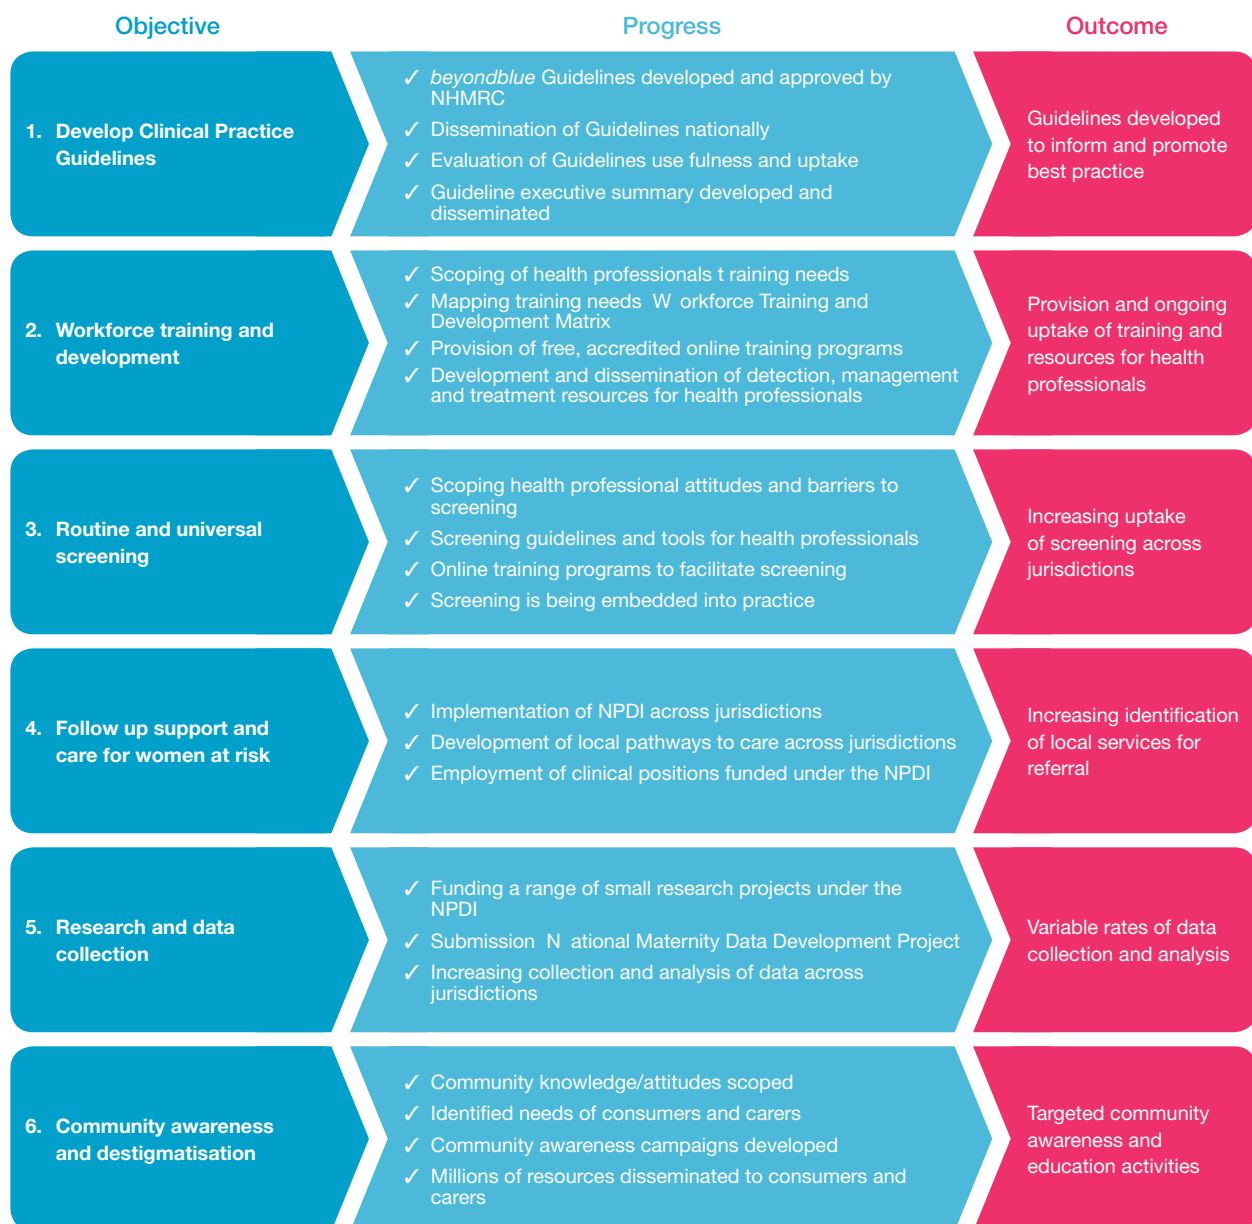 Objective
Progress
Outcome
1. Develop Clinical Practice
Guidelines
✓ beyondblue Guidelines developed and approved by
NHMRC
✓ Dissemination of Guidelines nationally
✓ Evaluation of Guidelines use fulness and uptake
✓ Guideline executive summary developed and
disseminated
Guidelines developed
to inform and promote
best practice
2. Workforce training and
development
✓ Scoping of health professionals t raining needs
✓ Mapping training needs W orkforce Training and
Development Matrix
✓ Provision of free, accredited online training programs
✓ Development and dissemination of detection, management
and treatment resources for health professionals
Provision and ongoing
uptake of training and
resources for health
professionals
3. Routine and universal
screening
✓ Scoping health professional attitudes and barriers to
screening
✓ Screening guidelines and tools for health professionals
✓ Online training programs to facilitate screening
✓ Screening is being embedded into practice
Increasing uptake
of screening across
jurisdictions
4. Follow up support and
care for women at risk
✓ Implementation of NPDI across jurisdictions
✓ Development of local pathways to care across jurisdictions
✓ Employment of clinical positions funded under the NPDI
Increasing identification
of local services for
referral
5. Research and data
collection
✓ Funding a range of small research projects under the
NPDI
✓ Submission N ational Maternity Data Development Project
✓ Increasing collection and analysis of data across
jurisdictions
Variable rates of data
collection and analysis
6. Community awareness
and destigmatisation
✓ Community knowledge/attitudes scoped
✓ Identified needs of consumers and carers
✓ Community awareness campaigns developed
✓ Millions of resources disseminated to consumers and
carers
Targeted community
awareness and
education activities